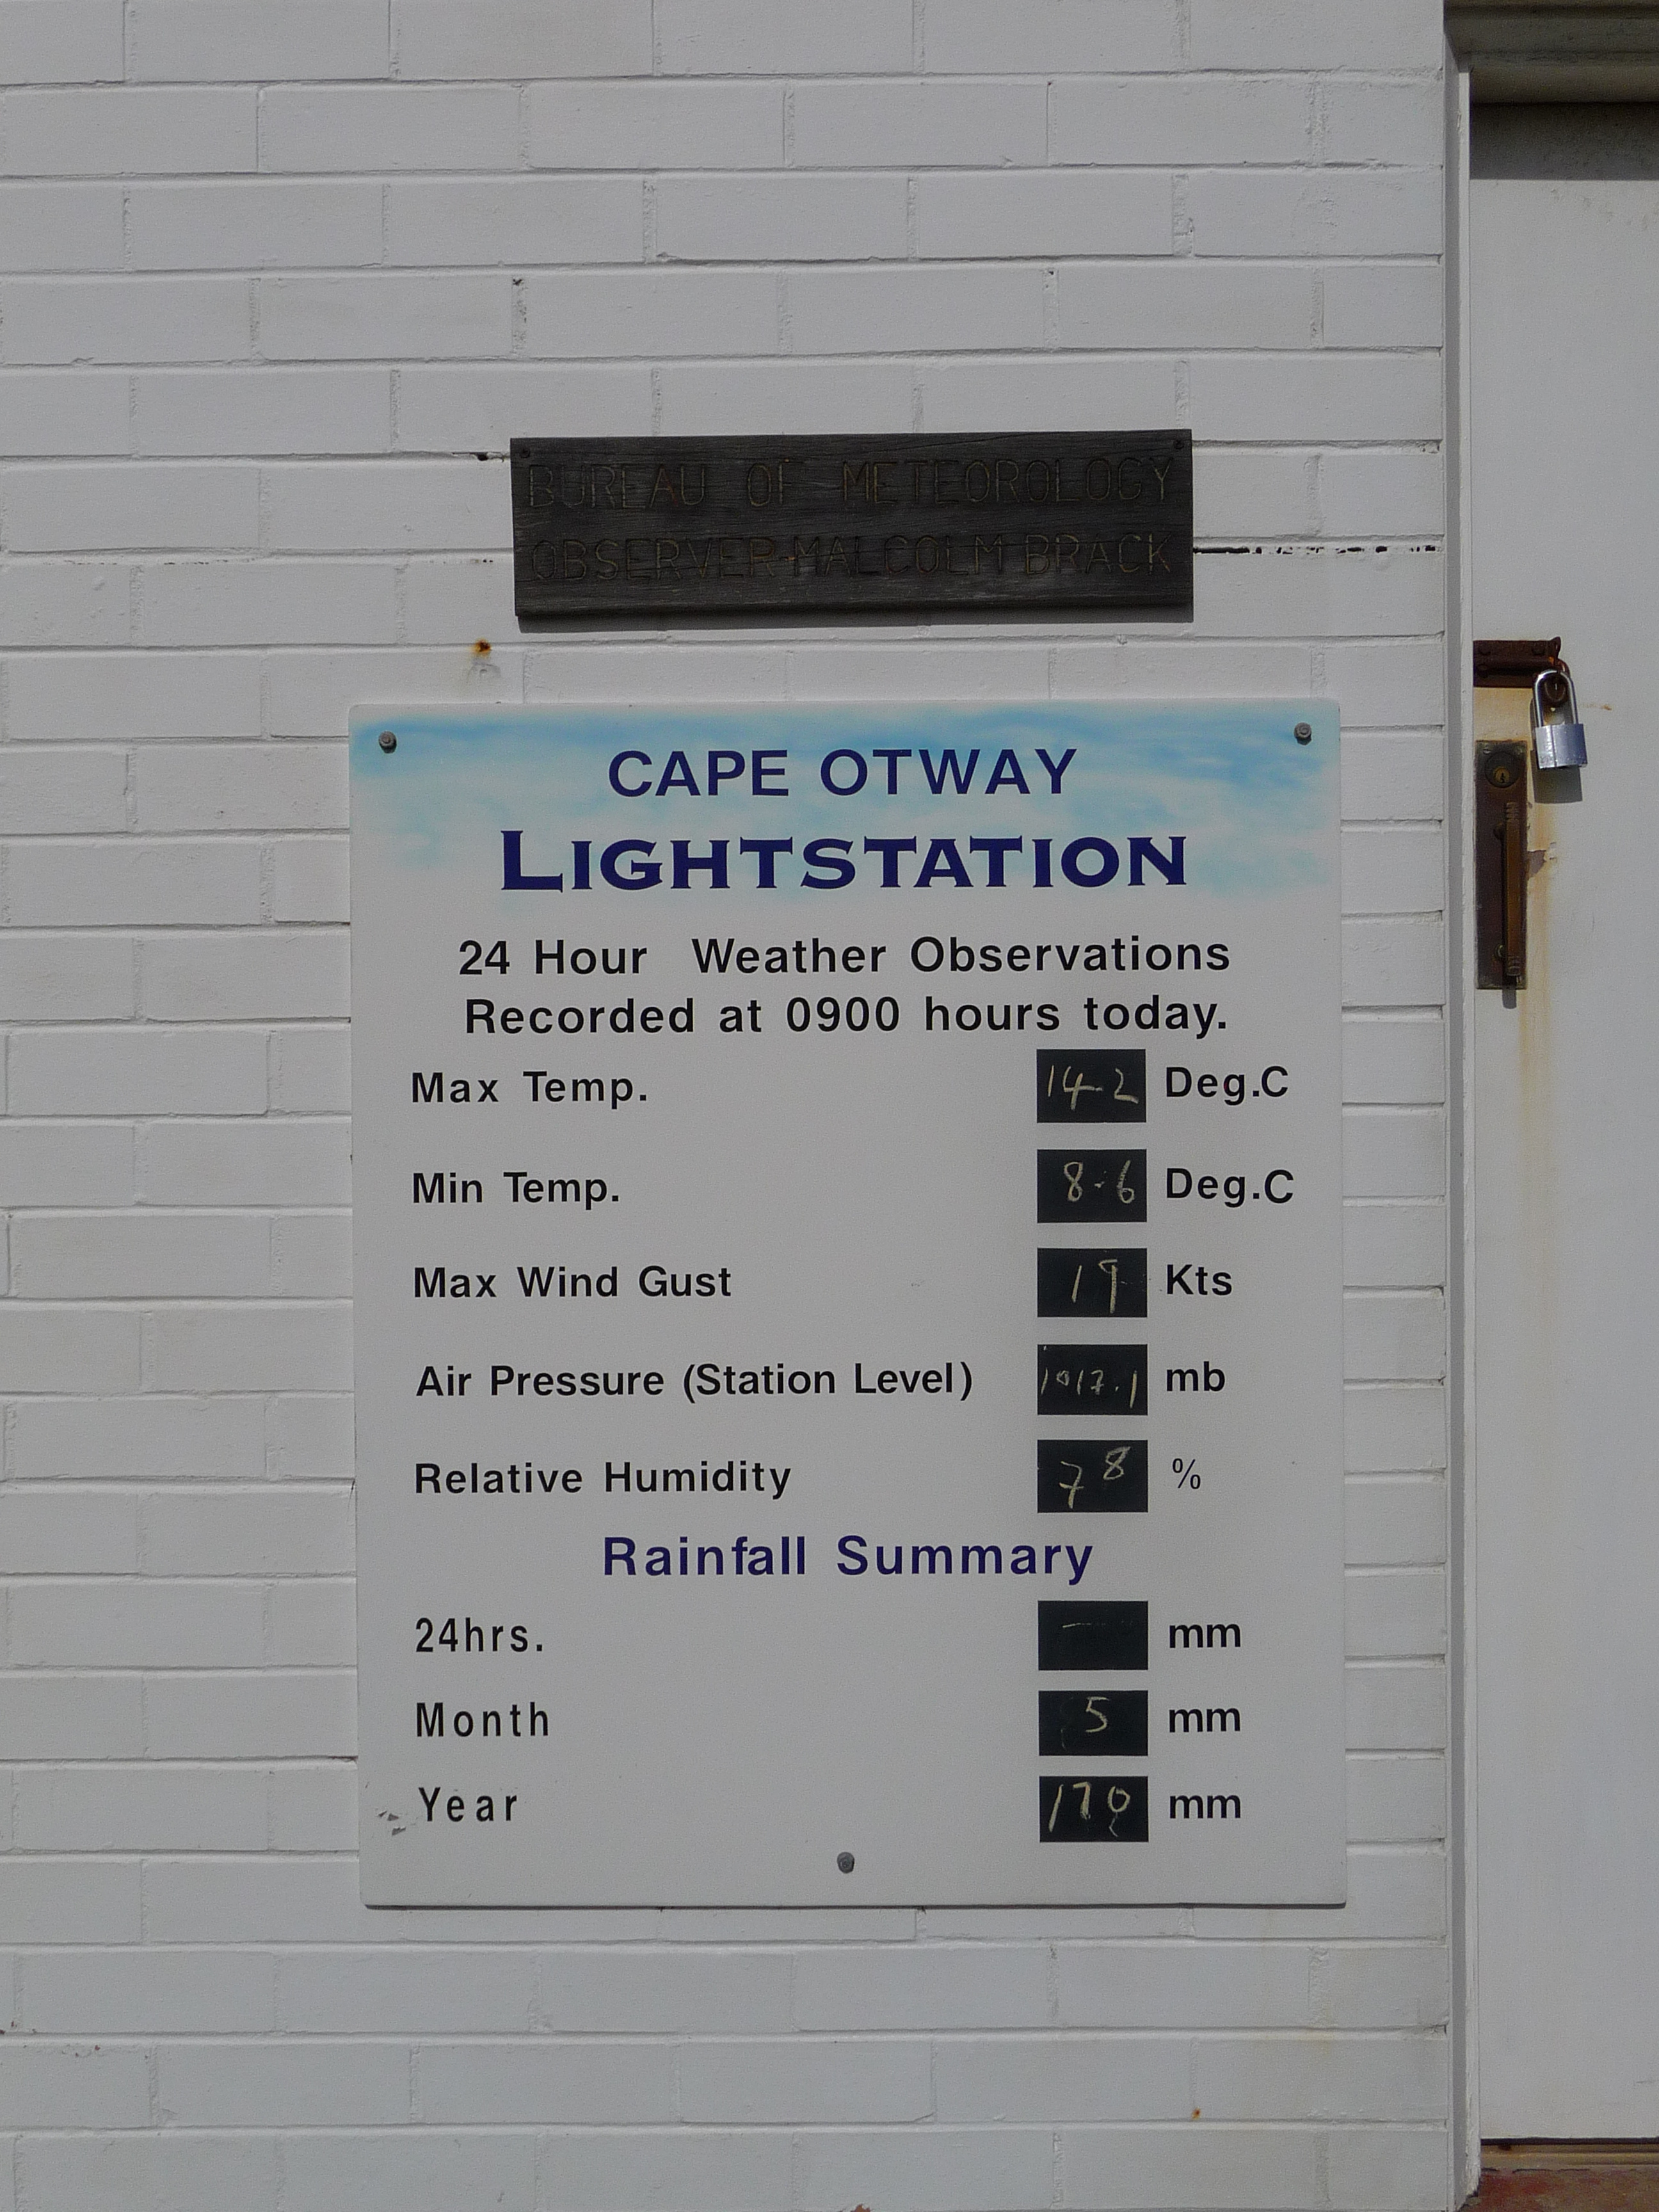 BUREAU OF METEOROLOGY
OBSERVER-MALCOLM BRACK
CAPE OTWAY
LIGHTSTATION
24 Hour Weather Observations
Recorded at 0900 hours today.
Max Temp. 14.2 Deg.C
Min Temp. 8.6 Deg.C
Max Wind Gust 19 Kts
Air Pressure (Station Level) 1017.1 mb
Relative Humidity 78 %
Rainfall Summary
24hrs. - mm
Month 5 mm
Year mm